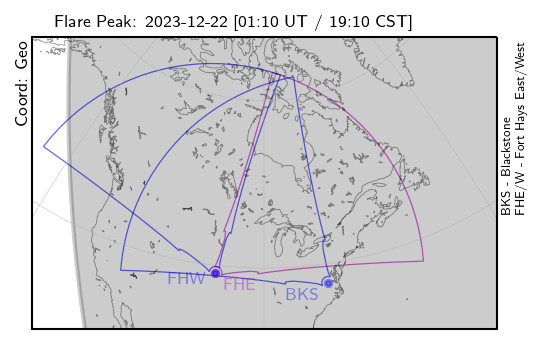 Flare Peak: 2023-12-22 [01:10 UT / 19:10 CST]
Coord: Geo
BKS - Blackstone
FHE/W - Fort Hays East/West
FHW
FHE
BKS